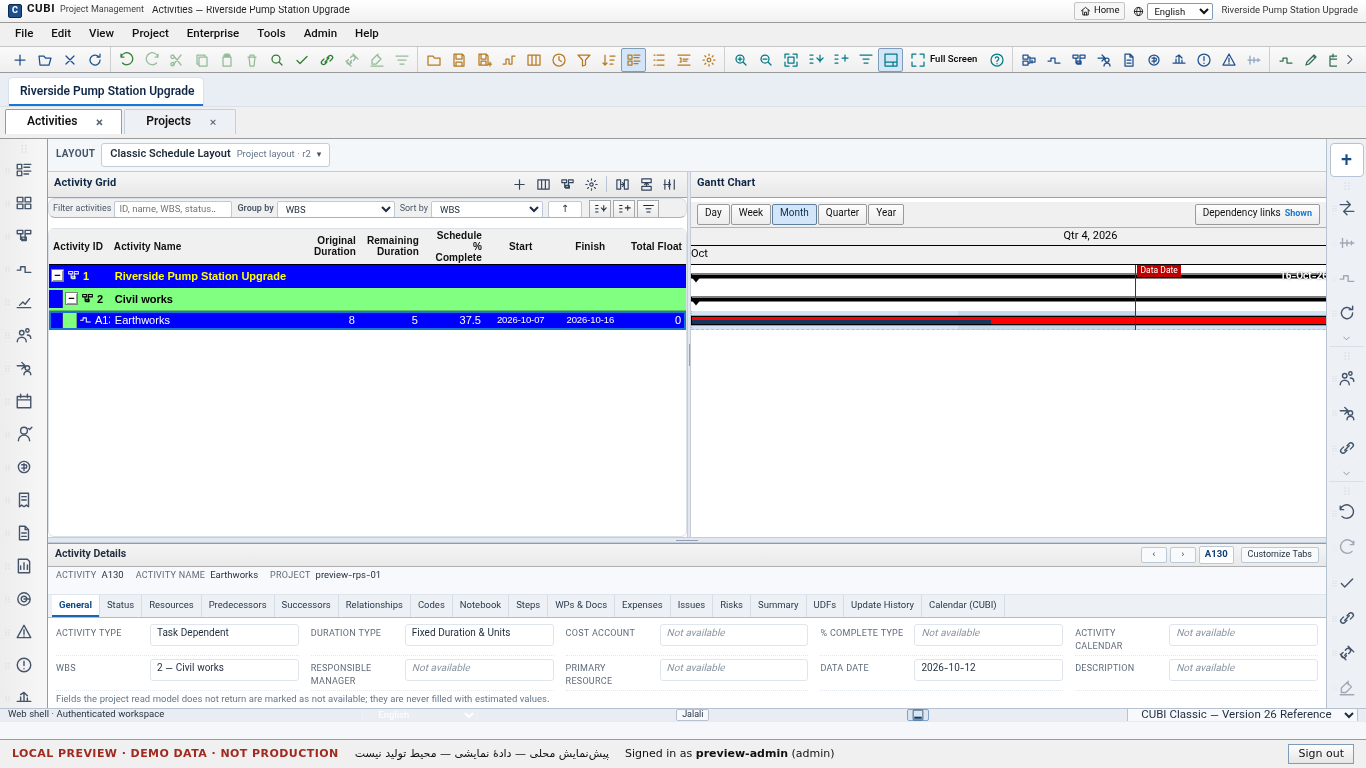 C CUBI Project Management Activities — Riverside Pump Station Upgrade Home English Riverside Pump Station Upgrade
File Edit View Project Enterprise Tools Admin Help
Full Screen
Riverside Pump Station Upgrade
Activities × Projects ×
LAYOUT Classic Schedule Layout Project layout · r2
Activity Grid
Gantt Chart
Filter activities ID, name, WBS, status.. Group by WBS Sort by WBS ↑
Day Week Month Quarter Year Dependency links Shown
Activity ID Activity Name Original Duration Remaining Duration Schedule % Complete Start Finish Total Float
Qtr 4, 2026
Oct
1 Riverside Pump Station Upgrade
Data Date 16-Oct-26
2 Civil works
Earthworks 8 5 37.5 2026-10-07 2026-10-16 0
Activity Details ‹ › A130 Customize Tabs
ACTIVITY A130 ACTIVITY NAME Earthworks PROJECT preview-rps-01
General Status Resources Predecessors Successors Relationships Codes Notebook Steps WPs & Docs Expenses Issues Risks Summary UDFs Update History Calendar (CUBI)
ACTIVITY TYPE Task Dependent DURATION TYPE Fixed Duration & Units COST ACCOUNT Not available % COMPLETE TYPE Not available ACTIVITY CALENDAR Not available
WBS 2 — Civil works RESPONSIBLE MANAGER Not available PRIMARY RESOURCE Not available DATA DATE 2026-10-12 DESCRIPTION Not available
Fields the project read model does not return are marked as not available; they are never filled with estimated values.
Web shell · Authenticated workspace English Jalali CUBI Classic — Version 26 Reference
LOCAL PREVIEW · DEMO DATA · NOT PRODUCTION پیش‌نمایش محلی — دادهٔ نمایشی — محیط تولید نیست Signed in as preview-admin (admin) Sign out